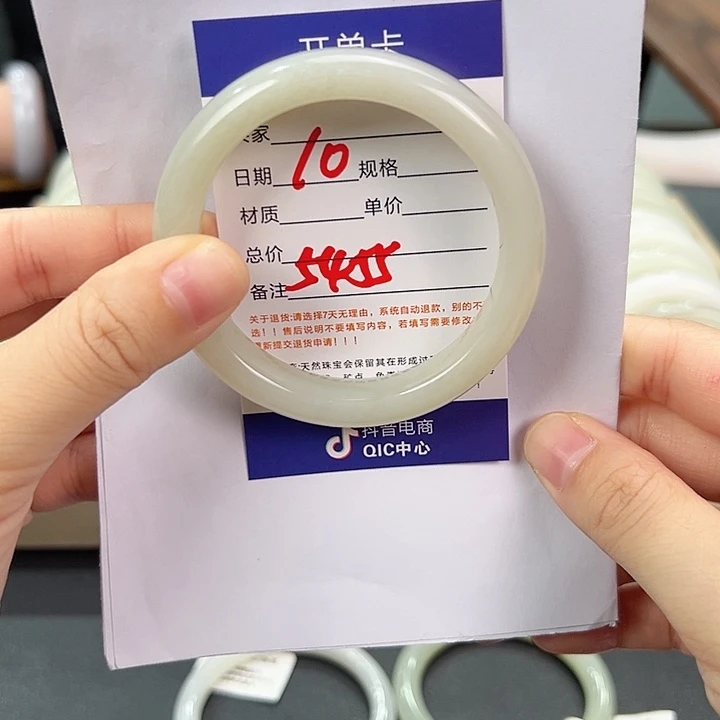 开单卡
家
日期 10 规格
材质 单价
总价 5455
备注
关于退货:请选择7天无理由，系统自动退款，别的不
选！！售后说明不要填写内容，若填写需要修改
重新提交退货申请！！！
天然珠宝会保留其在形成过
抖音电商
QIC中心